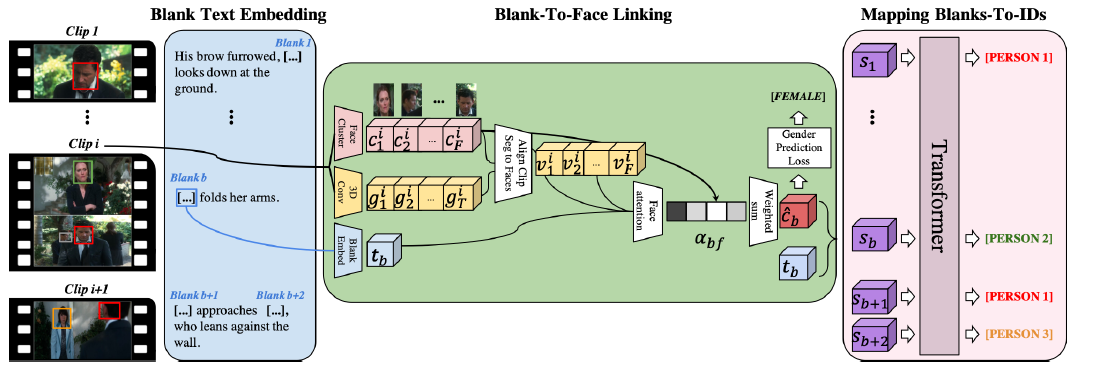 Blank Text Embedding
Blank-To-Face Linking
Mapping Blanks-To-IDs
Clip 1
Blank 1
His brow furrowed, [...]
looks down at the
ground.
Clip i
Blank b
[...] folds her arms.
Clip i+1
Blank b+1
Blank b+2
[...] approaches [...],
who leans against the
wall.
Face
Cluster
c_1^i c_2^i ... c_F^i
3D
Conv
g_1^i g_2^i ... g_T^i
Blank
Embed
t_b
Align Clip
Seg to Faces
v_1^i v_2^i ... v_F^i
Face
attention
α_{bf}
Weighted
sum
[FEMALE]
Gender
Prediction
Loss
ĉ_b
t_b
s_1
[PERSON 1]
Transformer
s_b
[PERSON 2]
s_{b+1}
[PERSON 1]
s_{b+2}
[PERSON 3]